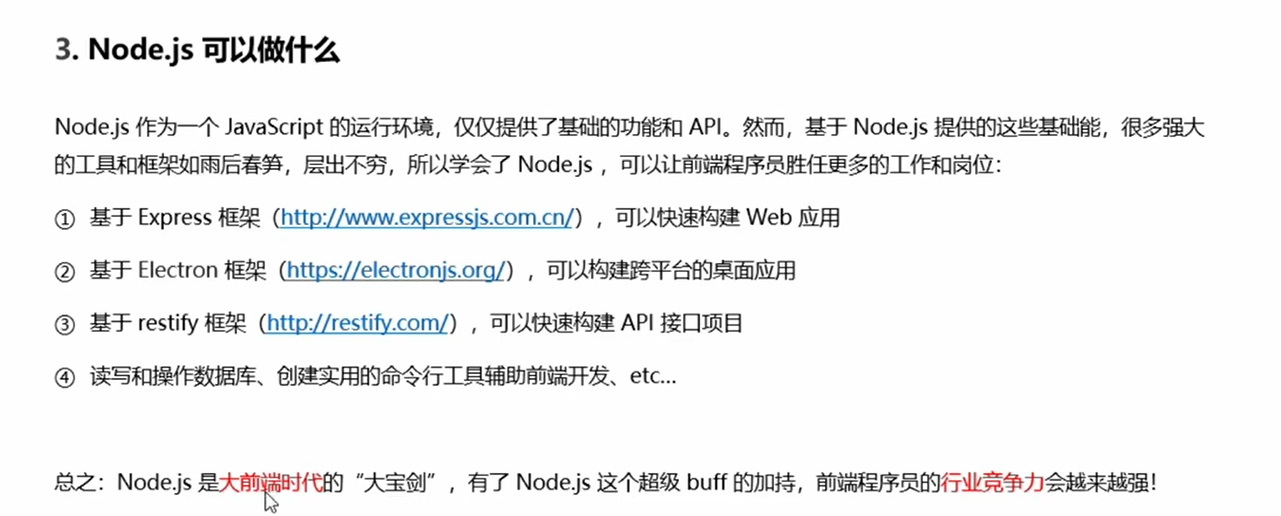 3. Node.js 可以做什么
Node.js 作为一个 JavaScript 的运行环境，仅仅提供了基础的功能和 API。然而，基于 Node.js 提供的这些基础能，很多强大
的工具和框架如雨后春笋，层出不穷，所以学会了 Node.js ，可以让前端程序员胜任更多的工作和岗位：
① 基于 Express 框架（http://www.expressjs.com.cn/），可以快速构建 Web 应用
② 基于 Electron 框架（https://electronjs.org/），可以构建跨平台的桌面应用
③ 基于 restify 框架（http://restify.com/），可以快速构建 API 接口项目
④ 读写和操作数据库、创建实用的命令行工具辅助前端开发、etc...
总之：Node.js 是大前端时代的“大宝剑”，有了 Node.js 这个超级 buff 的加持，前端程序员的行业竞争力会越来越强！